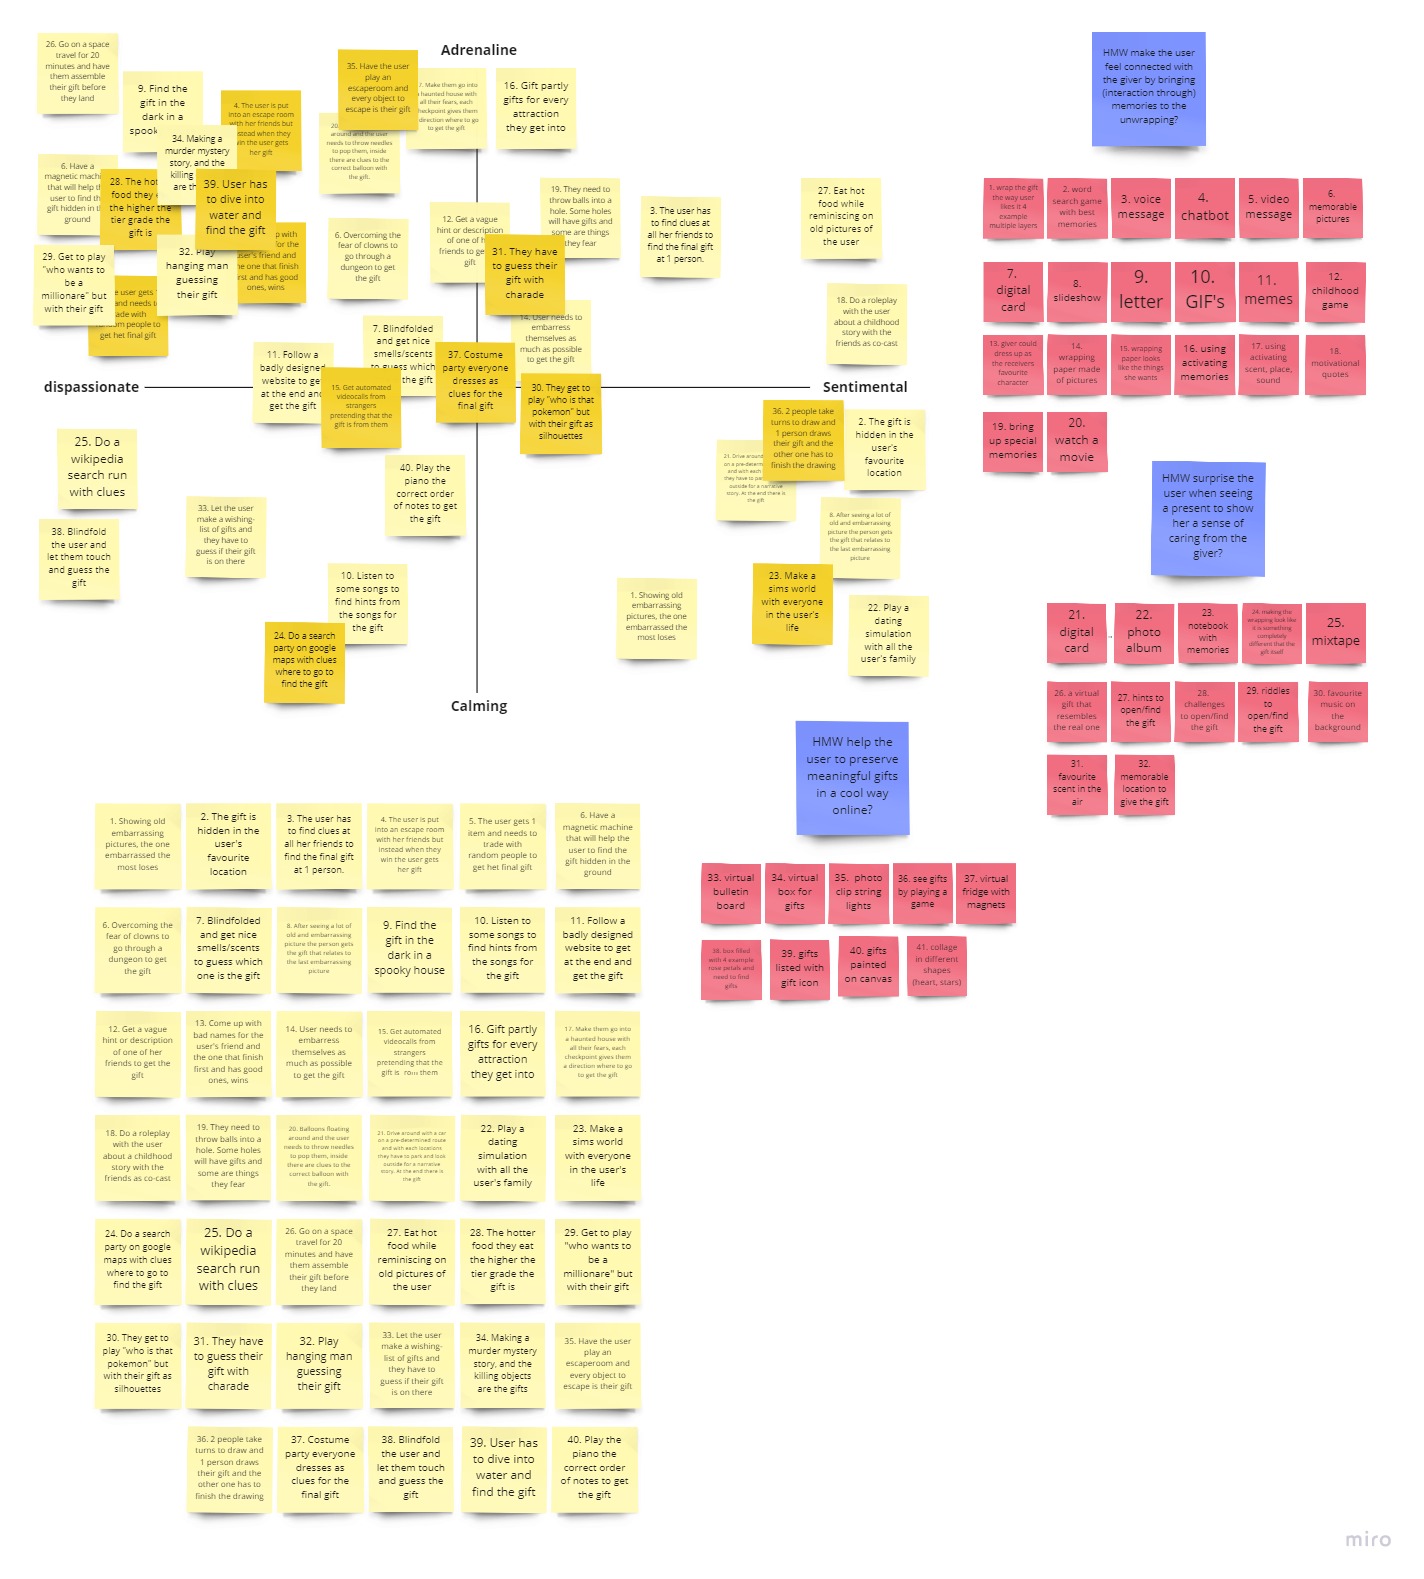 Adrenaline
26. Go on a space
travel for 20
minutes and have
them assemble
their gift before
they land
9. Find the
gift in the
dark in a
4. The user is put
into an escape room
with her friends but
instead when they
win the user gets
her gift
35. Have the user
play an
escaperoom and
every object to
escape is their gift
. Make them go into
haunted house with
all their fears, each
checkpoint gives them
direction where to go
to get the gift
16. Gift partly
gifts for every
attraction
they get into
34. Making a
murder mystery
story, and the
killing
are th
20.
around and the user
needs to throw needles
to pop them, inside
there are clues to the
correct balloon with
the gift.
6. Have a
magnetic mach
that will help th
user to find th
gift hidden in t
ground
28. The hot
food they
the higher the
tier grade the
gift is
39. User has
to dive into
water and
find the gift
12. Get a vague
hint or description
of one of h
friends to ge
gift
19. They need to
throw balls into a
hole. Some holes
will have gifts and
some are things
they fear
3. The user has
to find clues at
all her friends to
find the final gift
at 1 person.
27. Eat hot
food while
reminiscing on
old pictures of
the user
6. Overcoming the
fear of clowns to
go through a
dungeon to get
the gift
31. They have
to guess their
gift with
charade
29. Get to play
"who wants to
be a
millionare" but
with their gift
32. Play
hanging man
guessing
their gift
p with
for the
user's friend and
he one that finish
rst and has good
ones, wins
e user gets
and needs t
ade with
dom people to
get het final gift
18. Do a roleplay
with the user
about a childhood
story with the
friends as co-cast
14. User needs to
embarress
themselves as
much as possible
to get the gift
7. Blindfolded
and get nice
smells/scents
to guess which
the gift
11. Follow a
badly designed
website to get
at the end and
get the gift
37. Costume
party everyone
dresses as
clues for the
final gift
15. Get automated
videocalls from
strangers
pretending that the
gift is from them
30. They get to
play "who is that
pokemon" but
with their gift as
silhouettes
dispassionate
Sentimental
36. 2 people take
turns to draw and
1 person draws
their gift and the
other one has to
finish the drawing
2. The gift is
hidden in the
user's
favourite
location
21. Drive around
on a pre-determ
and with each
they have to pa
outside for a narrative
story. At the end there is
the gift
25. Do a
wikipedia
search run
with clues
40. Play the
piano the
correct order
of notes to get
the gift
33. Let the user
make a wishing-
list of gifts and
they have to
guess if their gift
is on there
8. After seeing a lot of
old and embarrassing
picture the person gets
the gift that relates to
the last embarrassing
picture
38. Blindfold
the user and
let them touch
and guess the
gift
10. Listen to
some songs to
find hints from
the songs for
the gift
23. Make a
sims world
with everyone
in the user's
life
1. Showing old
embarrassing
pictures, the one
embarrassed the
most loses
22. Play a
dating
simulation
with all the
user's family
24. Do a search
party on google
maps with clues
where to go to
find the gift
Calming
HMW make the user
feel connected with
the giver by bringing
(interaction through)
memories to the
unwrapping?
1. wrap the gift
the way user
likes it 4
example
multiple layers
2. word
search game
with best
memories
3. voice
message
4.
chatbot
5. video
message
6.
memorable
pictures
7.
digital
card
8.
slideshow
9.
letter
10.
GIF's
11.
memes
12.
childhood
game
13. giver could
dress up as
the receivers
favourite
character
14.
wrapping
paper made
of pictures
15. wrapping
paper looks
like the things
she wants
16. using
activating
memories
17. using
activating
scent, place,
sound
18.
motivational
quotes
19. bring
up special
memories
20.
watch a
movie
HMW surprise the
user when seeing
a present to show
her a sense of
caring from the
giver?
21.
digital
card
22.
photo
album
23.
notebook
with
memories
24. making the
wrapping look like
it is something
completely
different that the
gift itself
25.
mixtape
26. a virtual
gift that
resembles
the real one
27. hints to
open/find
the gift
28.
challenges
to open/find
the gift
29. riddles
to
open/find
the gift
30. favourite
music on
the
background
31.
favourite
scent in the
air
32.
memorable
location to
give the gift
HMW help the
user to preserve
meaningful gifts
in a cool way
online?
33. virtual
bulletin
board
34. virtual
box for
gifts
35. photo
clip string
lights
36. see gifts
by playing a
game
37. virtual
fridge with
magnets
38. box filled
with 4 example
rose petals and
need to find
gifts
39. gifts
listed with
gift icon
40. gifts
painted
on canvas
41. collage
in different
shapes
(heart, stars)
1. Showing old
embarrassing
pictures, the one
embarrassed the
most loses
2. The gift is
hidden in the
user's
favourite
location
3. The user has
to find clues at
all her friends to
find the final gift
at 1 person.
4. The user is put
into an escape room
with her friends but
instead when they
win the user gets
her gift
5. The user gets 1
item and needs to
trade with
random people to
get het final gift
6. Have a
magnetic machine
that will help the
user to find the
gift hidden in the
ground
6. Overcoming the
fear of clowns to
go through a
dungeon to get
the gift
7. Blindfolded
and get nice
smells/scents
to guess which
one is the gift
8. After seeing a lot of
old and embarrassing
picture the person gets
the gift that relates to
the last embarrassing
picture
9. Find the
gift in the
dark in a
spooky house
10. Listen to
some songs to
find hints from
the songs for
the gift
11. Follow a
badly designed
website to get
at the end and
get the gift
12. Get a vague
hint or description
of one of her
friends to get the
gift
13. Come up with
bad names for the
user's friend and
the one that finish
first and has good
ones, wins
14. User needs to
embarress
themselves as
much as possible
to get the gift
15. Get automated
videocalls from
strangers
pretending that the
gift is from them
16. Gift partly
gifts for every
attraction
they get into
17. Make them go into
a haunted house with
all their fears, each
checkpoint gives them
a direction where to go
to get the gift
18. Do a roleplay
with the user
about a childhood
story with the
friends as co-cast
19. They need to
throw balls into a
hole. Some holes
will have gifts and
some are things
they fear
20. Balloons floating
around and the user
needs to throw needles
to pop them, inside
there are clues to the
correct balloon with
the gift.
21. Drive around with a car
on a pre-determined route
and with each locations
they have to park and look
outside for a narrative
story. At the end there is
the gift
22. Play a
dating
simulation
with all the
user's family
23. Make a
sims world
with everyone
in the user's
life
24. Do a search
party on google
maps with clues
where to go to
find the gift
25. Do a
wikipedia
search run
with clues
26. Go on a space
travel for 20
minutes and have
them assemble
their gift before
they land
27. Eat hot
food while
reminiscing on
old pictures of
the user
28. The hotter
food they eat
the higher the
tier grade the
gift is
29. Get to play
"who wants to
be a
millionare" but
with their gift
30. They get to
play "who is that
pokemon" but
with their gift as
silhouettes
31. They have
to guess their
gift with
charade
32. Play
hanging man
guessing
their gift
33. Let the user
make a wishing-
list of gifts and
they have to
guess if their gift
is on there
34. Making a
murder mystery
story, and the
killing objects
are the gifts
35. Have the user
play an
escaperoom and
every object to
escape is their gift
36. 2 people take
turns to draw and
1 person draws
their gift and the
other one has to
finish the drawing
37. Costume
party everyone
dresses as
clues for the
final gift
38. Blindfold
the user and
let them touch
and guess the
gift
39. User has
to dive into
water and
find the gift
40. Play the
piano the
correct order
of notes to get
the gift
miro